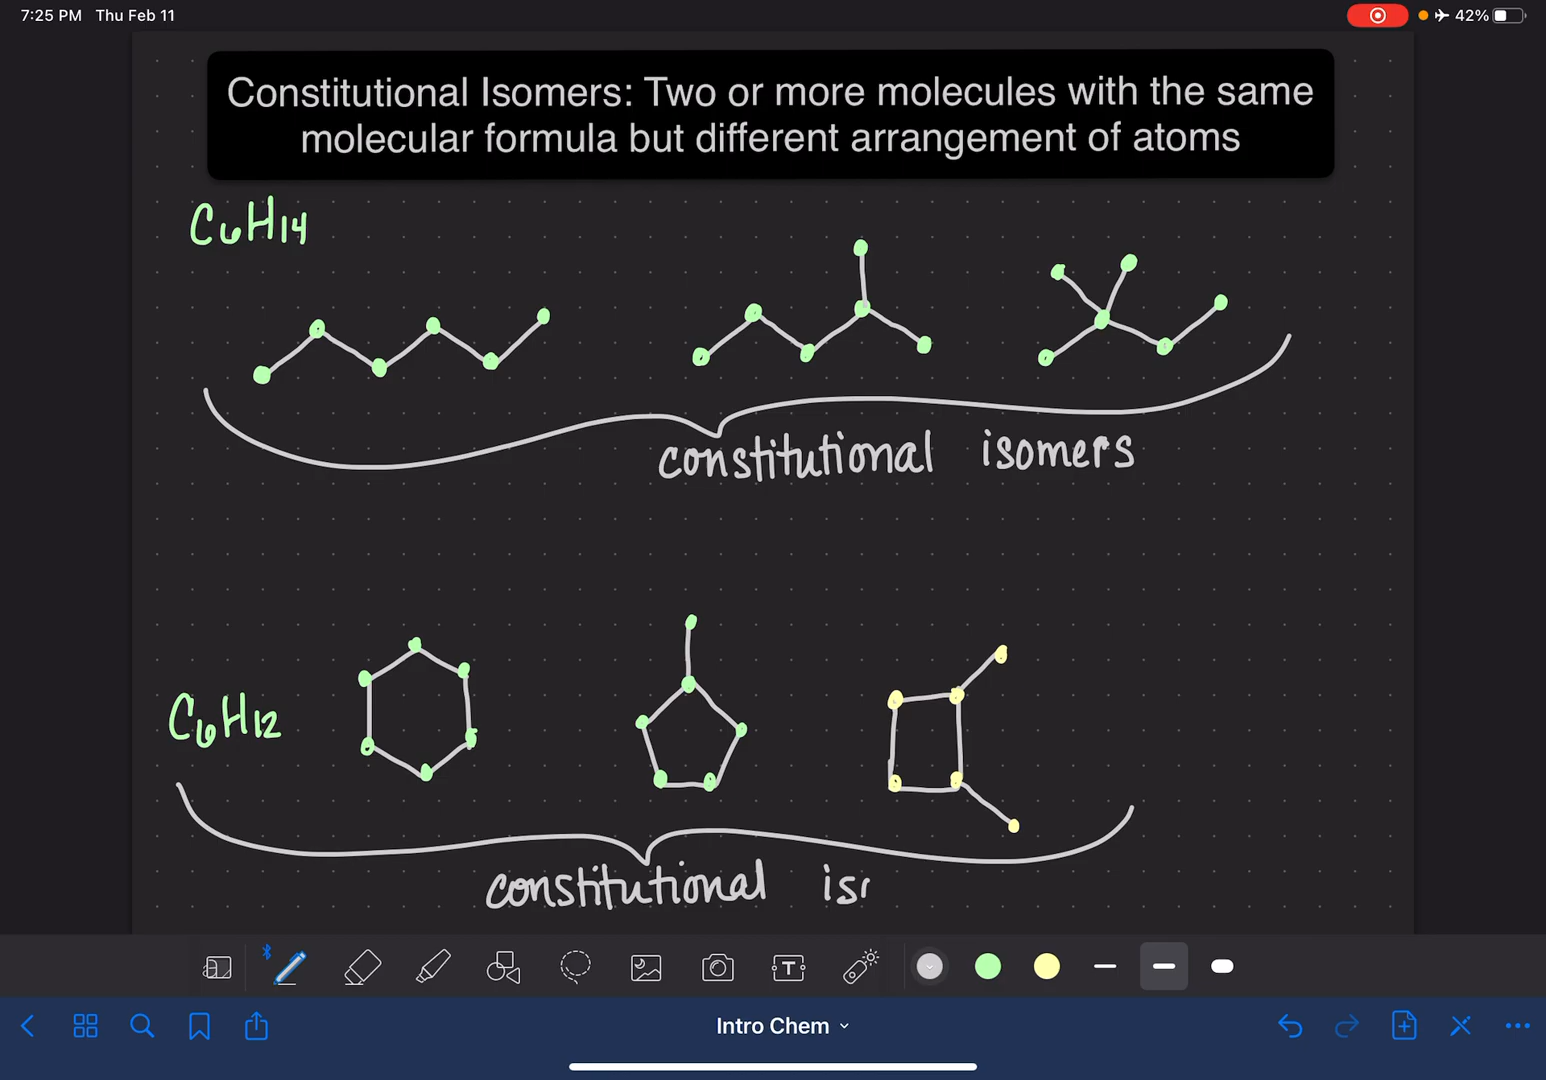 7:25 PM Thu Feb 11
42%
Constitutional Isomers: Two or more molecules with the same
molecular formula but different arrangement of atoms
C6H14
constitutional isomers
C6H12
constitutional is
T
Intro Chem